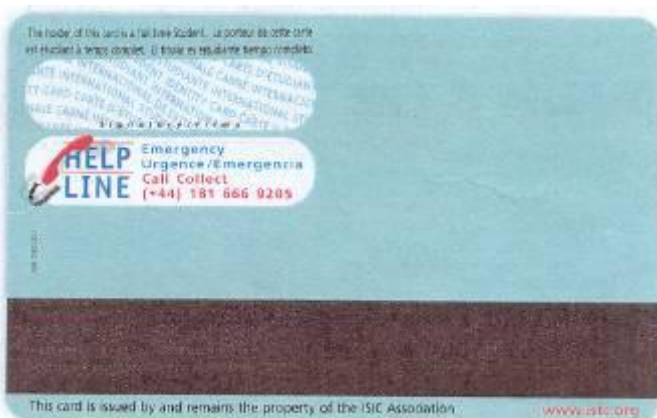 The holder of this card is a full time Student. Le porteur de cette carte
est étudiant à temps complet. El titular es estudiante tiempo completo.
HELP
LINE
Emergency
Urgence/Emergencia
Call Collect
(+44) 181 666 9205
This card is issued by and remains the property of the ISIC Association
www.istc.org